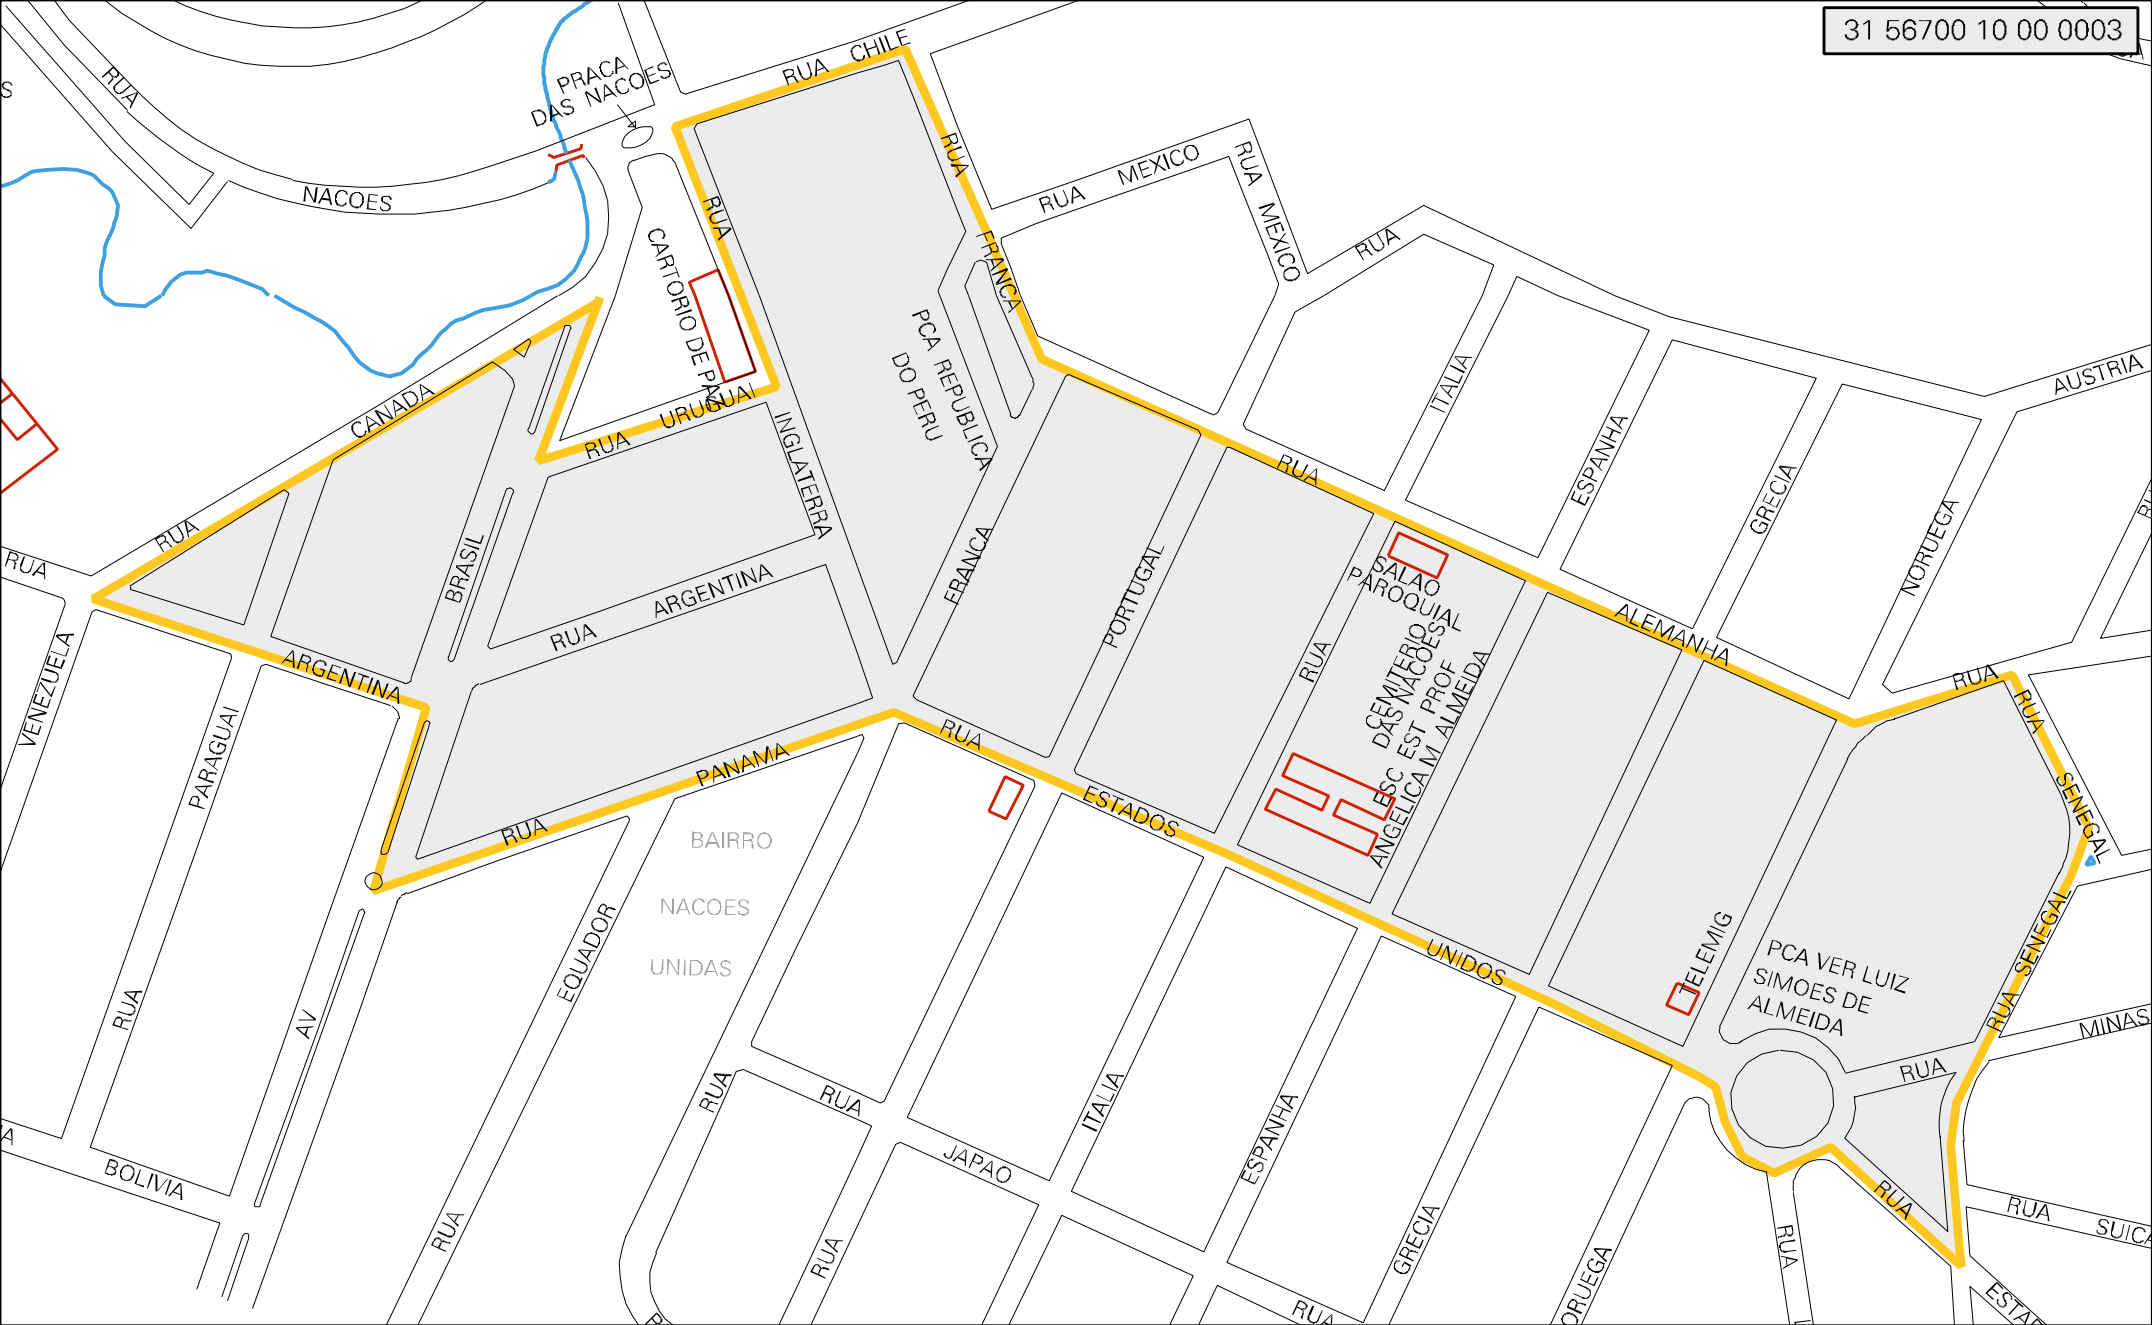 31 56700 10 00 0003
RUA
NACOES
PRACA
DAS NACOES
RUA CHILE
RUA
FRANCA
RUA MEXICO
RUA MEXICO
RUA
AUSTRIA
RUA
CARTORIO DE PAZ
RUA URUGUAI
INGLATERRA
PCA REPUBLICA
DO PERU
RUA CANADA
RUA
BRASIL
RUA ARGENTINA
ARGENTINA
VENEZUELA
PARAGUAI
RUA
BOLIVIA
AV
RUA PANAMA
FRANCA
PORTUGAL
RUA
ITALIA
ESPANHA
GRECIA
NORUEGA
RUA
ALEMANHA
RUA
RUA
SENEGAL
RUA SENEGAL
SALAO
PAROQUIAL
CEMITERIO
DAS NACOES
ESC EST PROF
ANGELICA M ALMEIDA
RUA
ESTADOS
UNIDOS
TELEMIG
PCA VER LUIZ
SIMOES DE
ALMEIDA
RUA
MINAS
RUA
RUA
RUA
BAIRRO
NACOES
UNIDAS
EQUADOR
RUA
RUA
RUA
JAPAO
RUA
ITALIA
ESPANHA
GRECIA
RUA